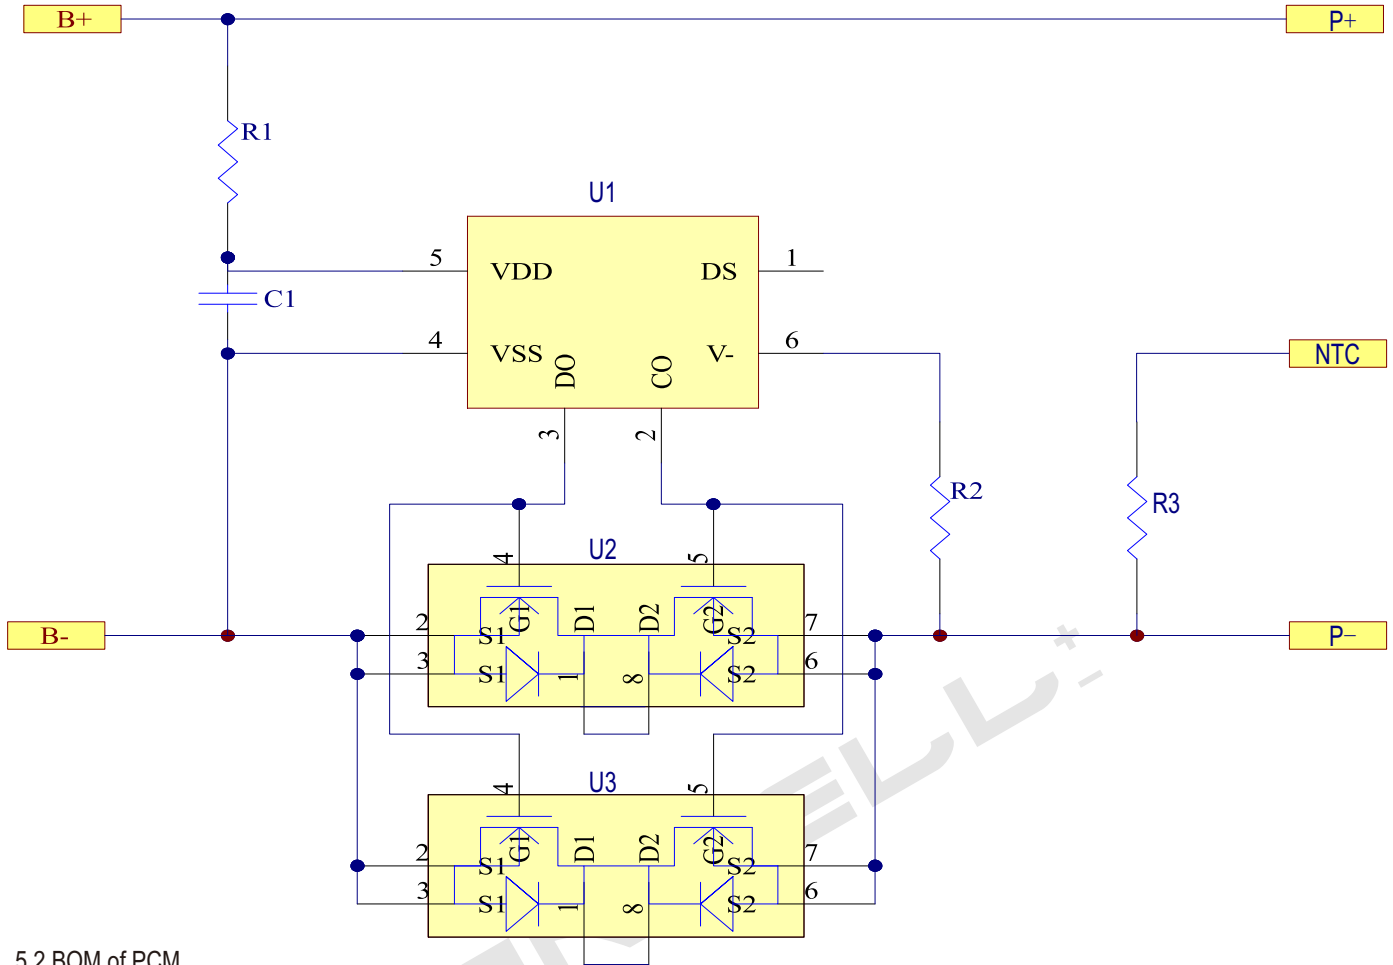 B+
P+
R1
U1
5
VDD
DS
1
C1
4
VSS
DO
CO
V-
6
NTC
3
2
R2
R3
4
U2
5
B-
2
S1
G1
D1
D2
G2
S2
7
P-
3
S1
1
8
S2
6
4
U3
5
2
S1
G1
D1
D2
G2
S2
7
3
S1
1
8
S2
6
5.2 BOM of PCM